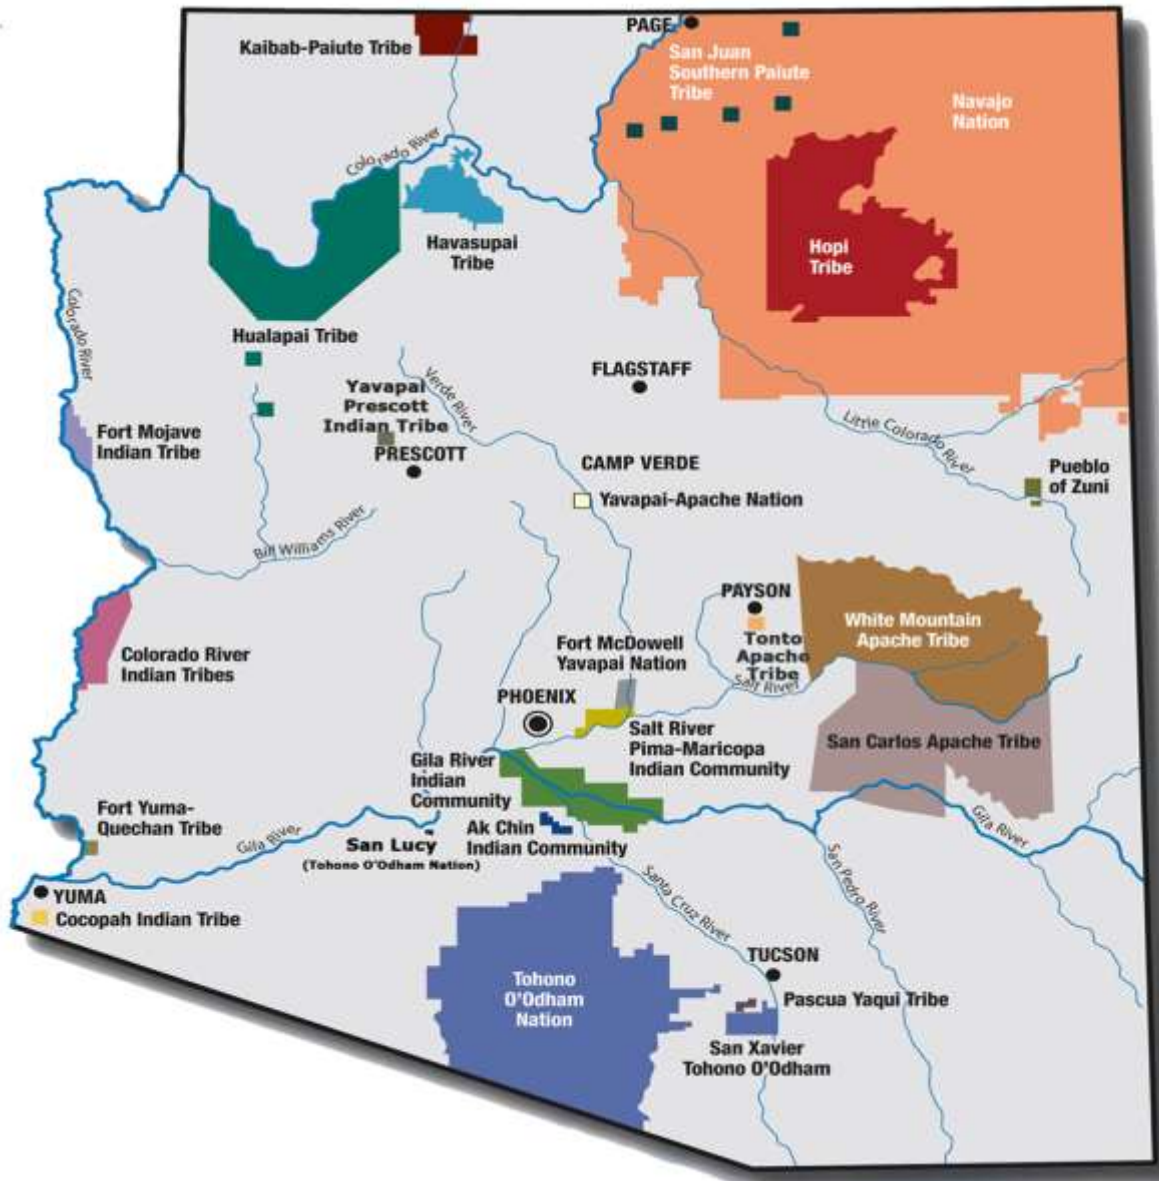 PAGE
Kaibab-Paiute Tribe
San Juan
Southern Paiute
Tribe
Navajo
Nation
Colorado River
Havasupai
Tribe
Hopi
Tribe
Colorado River
Hualapai Tribe
FLAGSTAFF
Yavapai
Prescott
Indian Tribe
PRESCOTT
Verde River
Little Colorado River
Fort Mojave
Indian Tribe
CAMP VERDE
Yavapai-Apache Nation
Pueblo
of Zuni
Bill Williams River
PAYSON
Tonto
Apache
Tribe
White Mountain
Apache Tribe
Fort McDowell
Yavapai Nation
Colorado River
Indian Tribes
Salt River
PHOENIX
Salt River
Pima-Maricopa
Indian Community
San Carlos Apache Tribe
Gila River
Indian
Community
Fort Yuma-
Quechan Tribe
Gila River
Ak Chin
Indian Community
San Lucy
(Tohono O'Odham Nation)
Gila River
San Pedro River
Santa Cruz River
YUMA
Cocopah Indian Tribe
TUCSON
Tohono
O'Odham
Nation
Pascua Yaqui Tribe
San Xavier
Tohono O'Odham